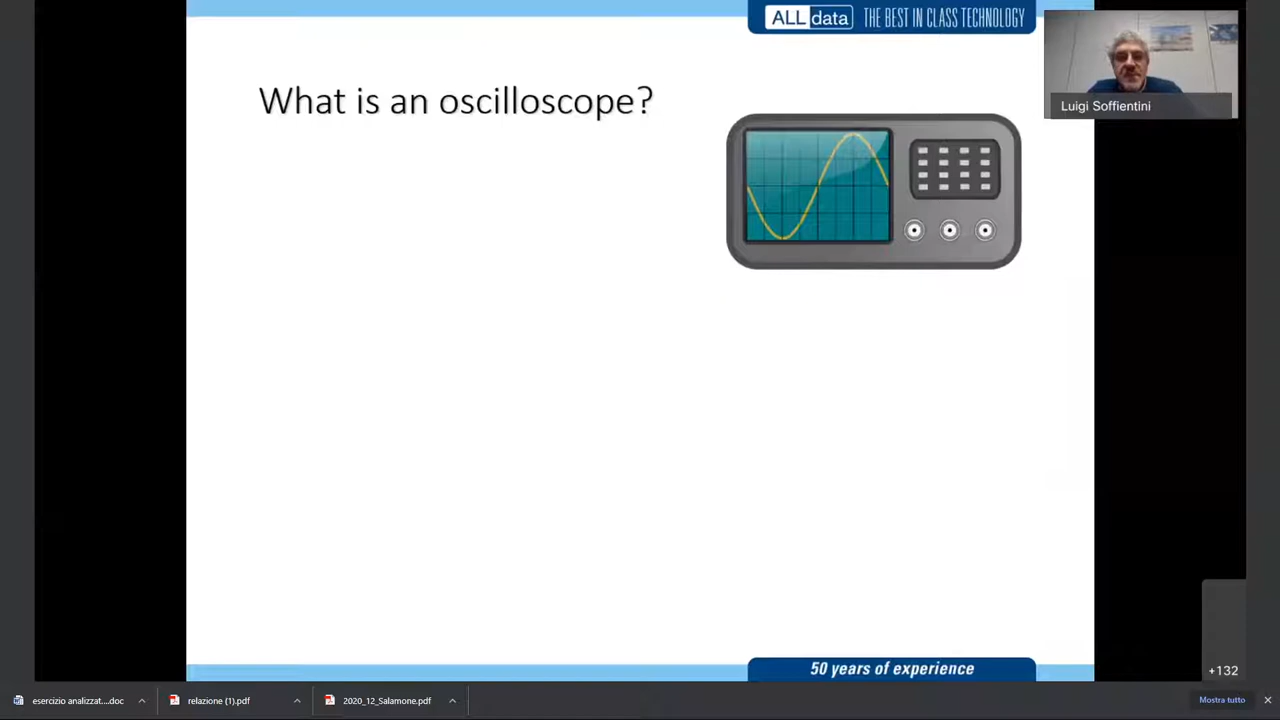 ALL data THE BEST IN CLASS TECHNOLOGY
Luigi Soffientini
What is an oscilloscope?
+132
50 years of experience
esercizio analizzat....doc
relazione (1).pdf
2020_12_Salamone.pdf
Mostra tutto